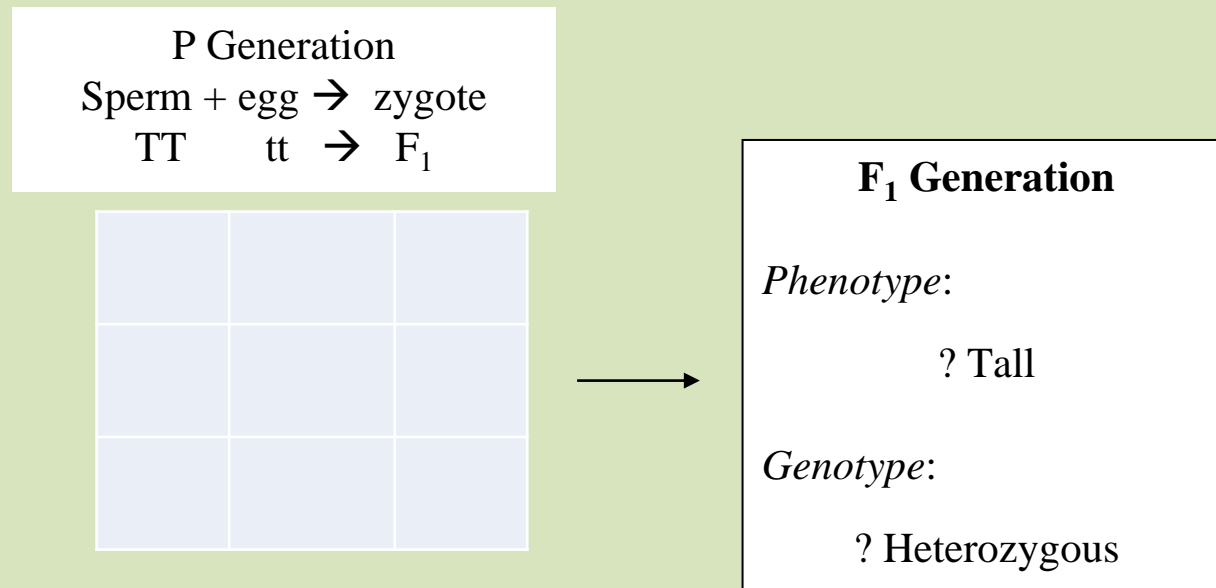 P Generation
Sperm + egg → zygote
TT tt → F₁
F₁ Generation
Phenotype:
? Tall
Genotype:
? Heterozygous